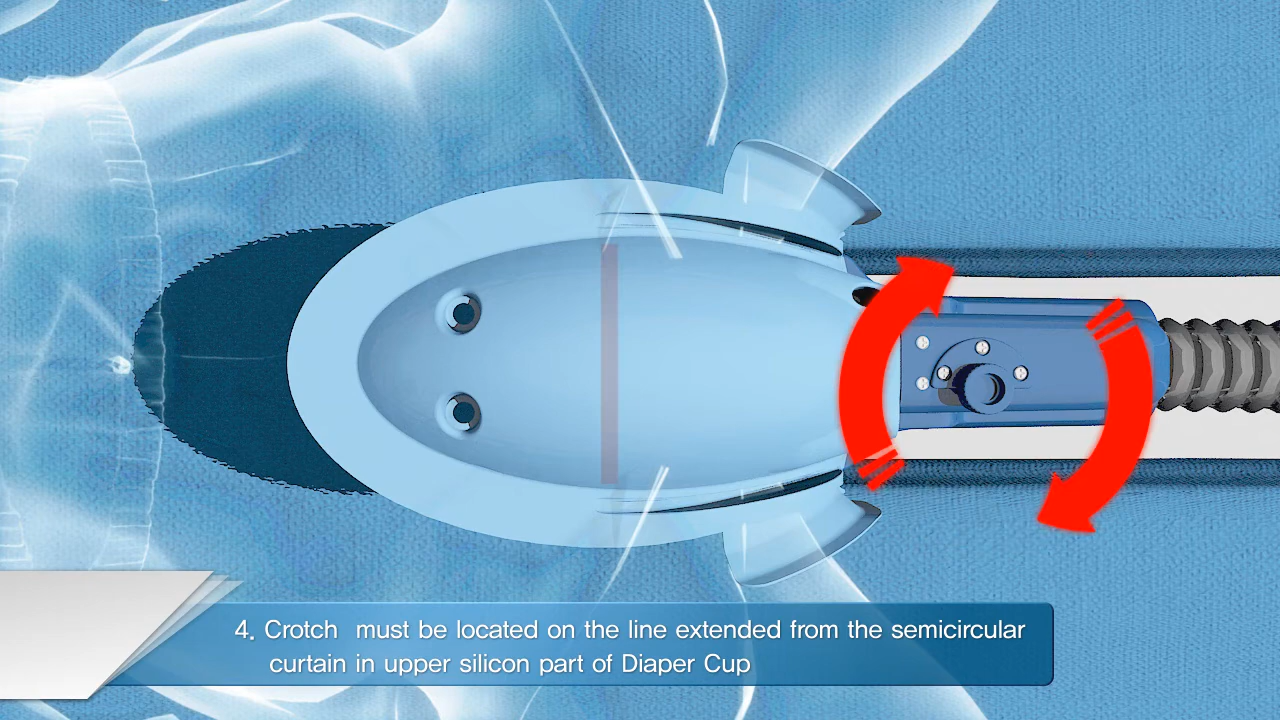 4. Crotch  must be located on the line extended from the semicircular
curtain in upper silicon part of Diaper Cup